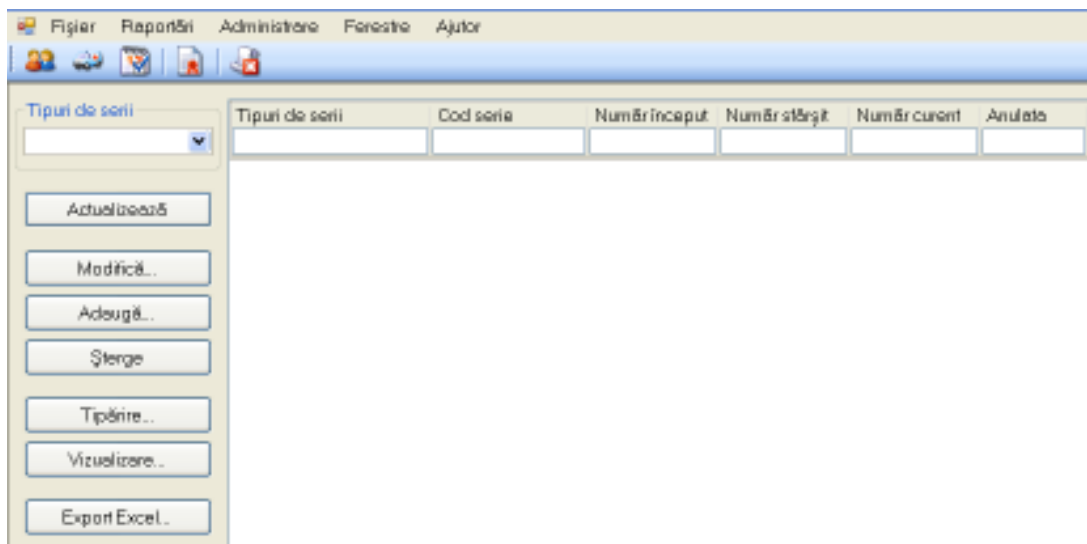 Fişier Raportări Administrare Ferestre Ajutor
Tipuri de serii
Tipuri de serii Cod serie Număr început Număr sfârşit Număr curent Anulata
Actualizează
Modifică...
Adaugă...
Şterge
Tipărire...
Vizualizare...
Export Excel...